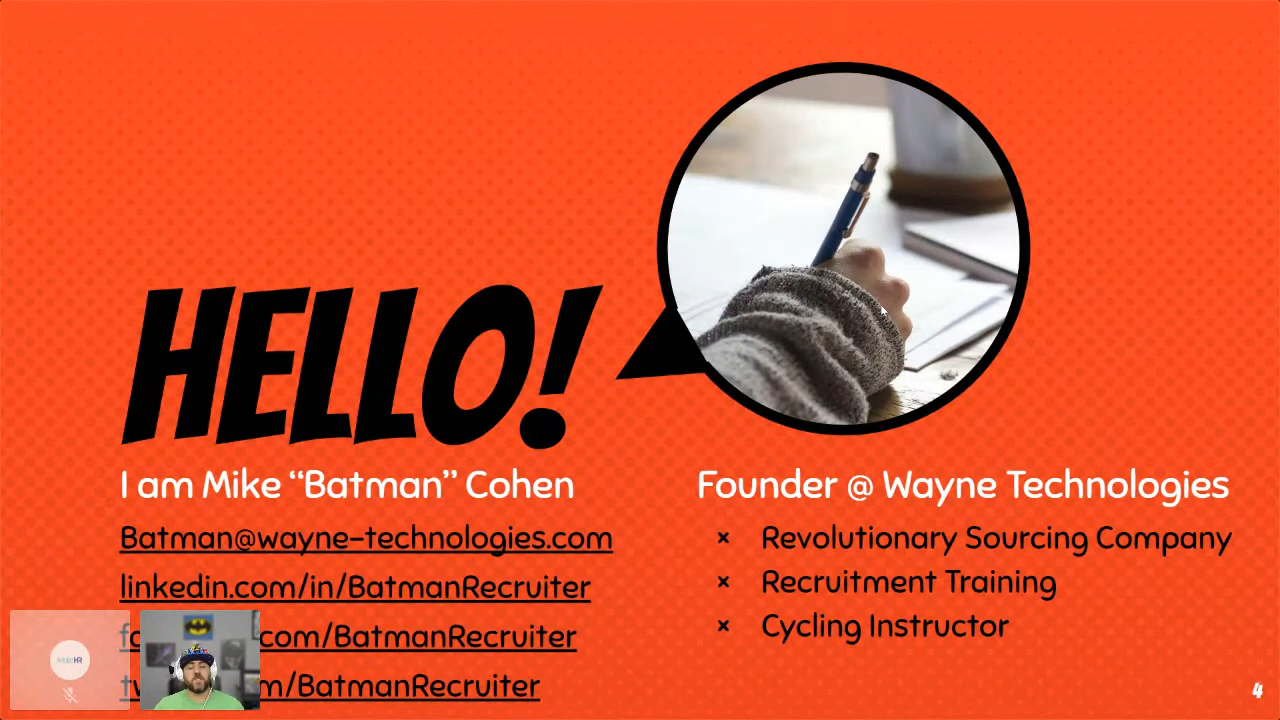 HELLO!
I am Mike “Batman” Cohen
Batman@wayne-technologies.com
linkedin.com/in/BatmanRecruiter
com/BatmanRecruiter
m/BatmanRecruiter
Founder @ Wayne Technologies
× Revolutionary Sourcing Company
× Recruitment Training
× Cycling Instructor
4